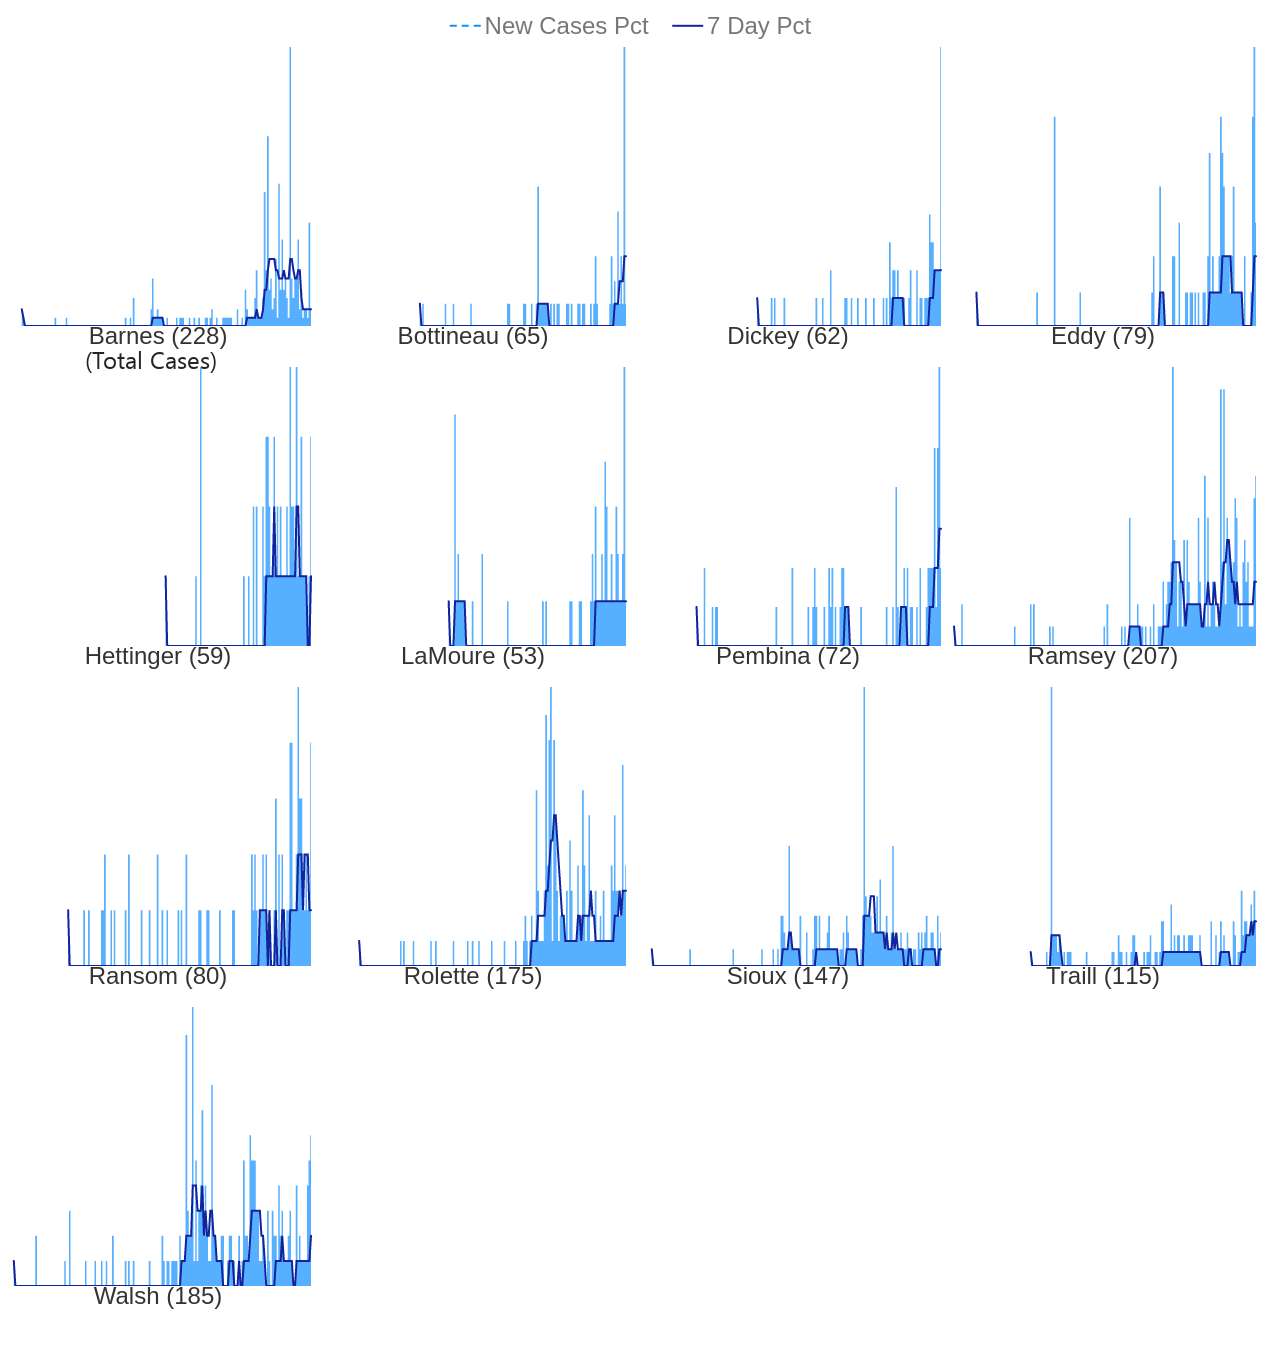 New Cases Pct 7 Day Pct
Barnes (228) Bottineau (65) Dickey (62) Eddy (79)
(Total Cases)
Hettinger (59) LaMoure (53) Pembina (72) Ramsey (207)
Ransom (80) Rolette (175) Sioux (147) Traill (115)
Walsh (185)